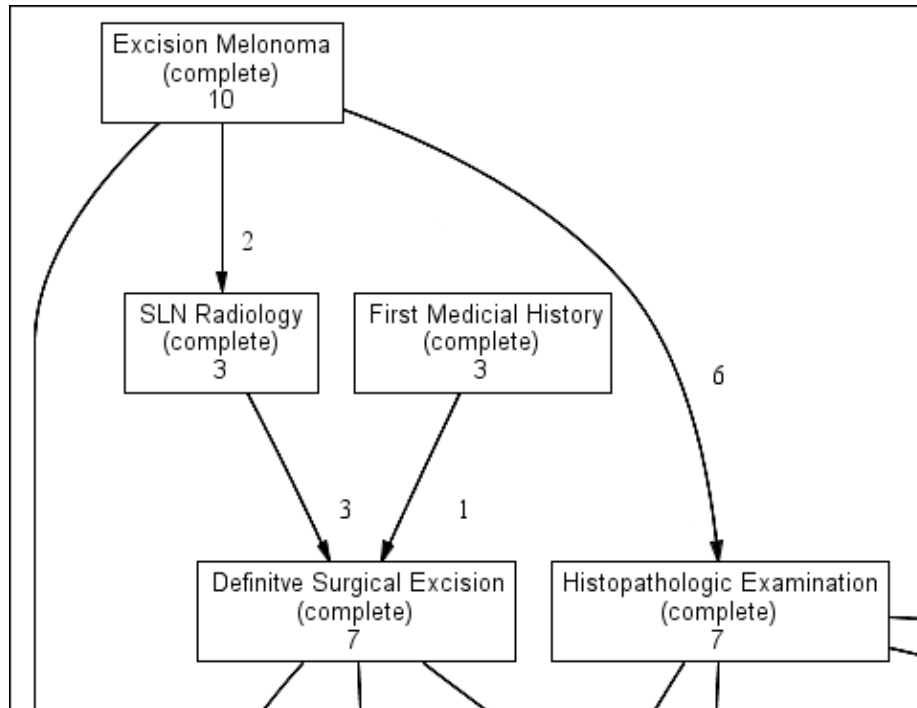 Excision Melonoma
(complete)
10
2
SLN Radiology
(complete)
3
First Medicial History
(complete)
3
6
3
1
Definitve Surgical Excision
(complete)
7
Histopathologic Examination
(complete)
7